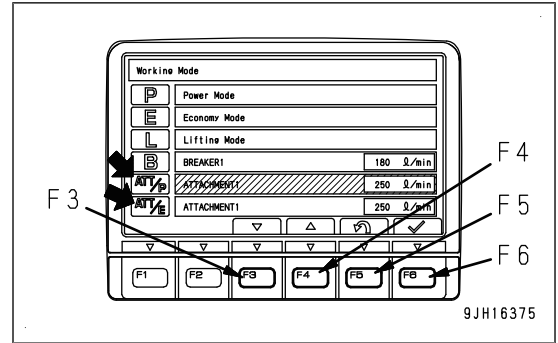 Working Mode
P Power Mode
E Economy Mode
L Lifting Mode
B BREAKER1 180 ℓ/min
ATT/P ATTACHMENT1 250 ℓ/min
ATT/E ATTACHMENT1 250 ℓ/min
F1 F2 F3 F4 F5 F6
F3
F4
F5
F6
9JH16375